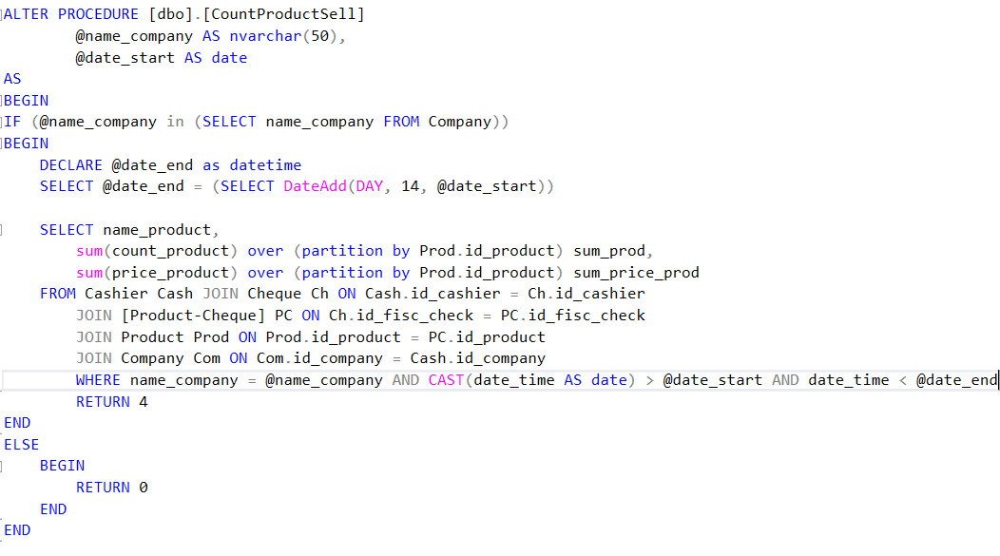 ALTER PROCEDURE [dbo].[CountProductSell]
        @name_company AS nvarchar(50),
        @date_start AS date
AS
BEGIN
IF (@name_company in (SELECT name_company FROM Company))
BEGIN
    DECLARE @date_end as datetime
    SELECT @date_end = (SELECT DateAdd(DAY, 14, @date_start))

    SELECT name_product,
        sum(count_product) over (partition by Prod.id_product) sum_prod,
        sum(price_product) over (partition by Prod.id_product) sum_price_prod
    FROM Cashier Cash JOIN Cheque Ch ON Cash.id_cashier = Ch.id_cashier
        JOIN [Product-Cheque] PC ON Ch.id_fisc_check = PC.id_fisc_check
        JOIN Product Prod ON Prod.id_product = PC.id_product
        JOIN Company Com ON Com.id_company = Cash.id_company
        WHERE name_company = @name_company AND CAST(date_time AS date) > @date_start AND date_time < @date_end
        RETURN 4
END
ELSE
    BEGIN
        RETURN 0
    END
END